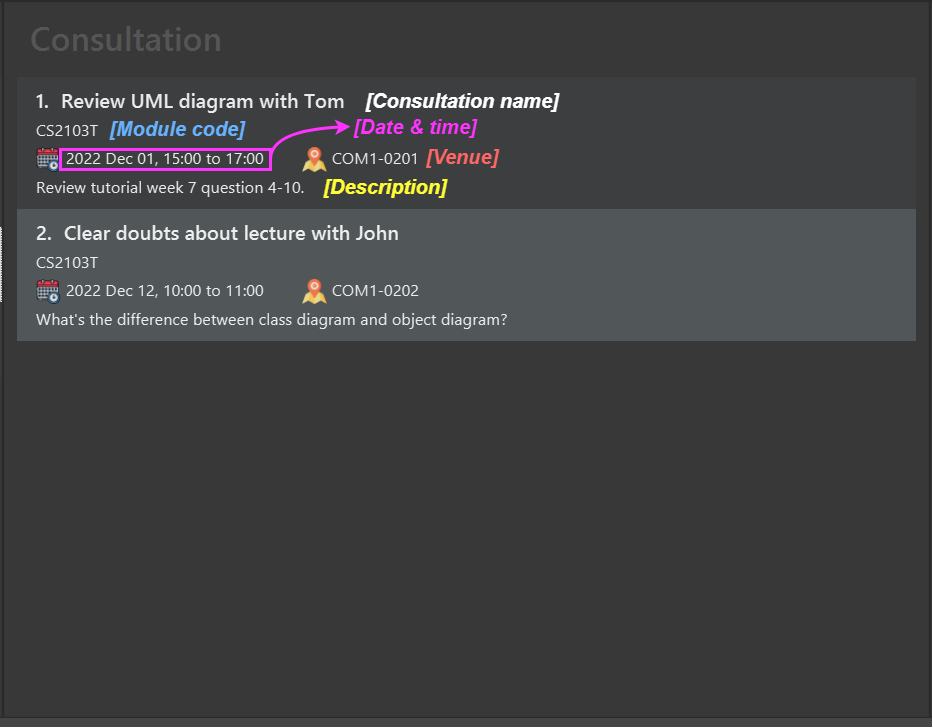 Consultation
1. Review UML diagram with Tom [Consultation name]
CS2103T [Module code] [Date & time]
2022 Dec 01, 15:00 to 17:00 COM1-0201 [Venue]
Review tutorial week 7 question 4-10. [Description]
2. Clear doubts about lecture with John
CS2103T
2022 Dec 12, 10:00 to 11:00 COM1-0202
What's the difference between class diagram and object diagram?